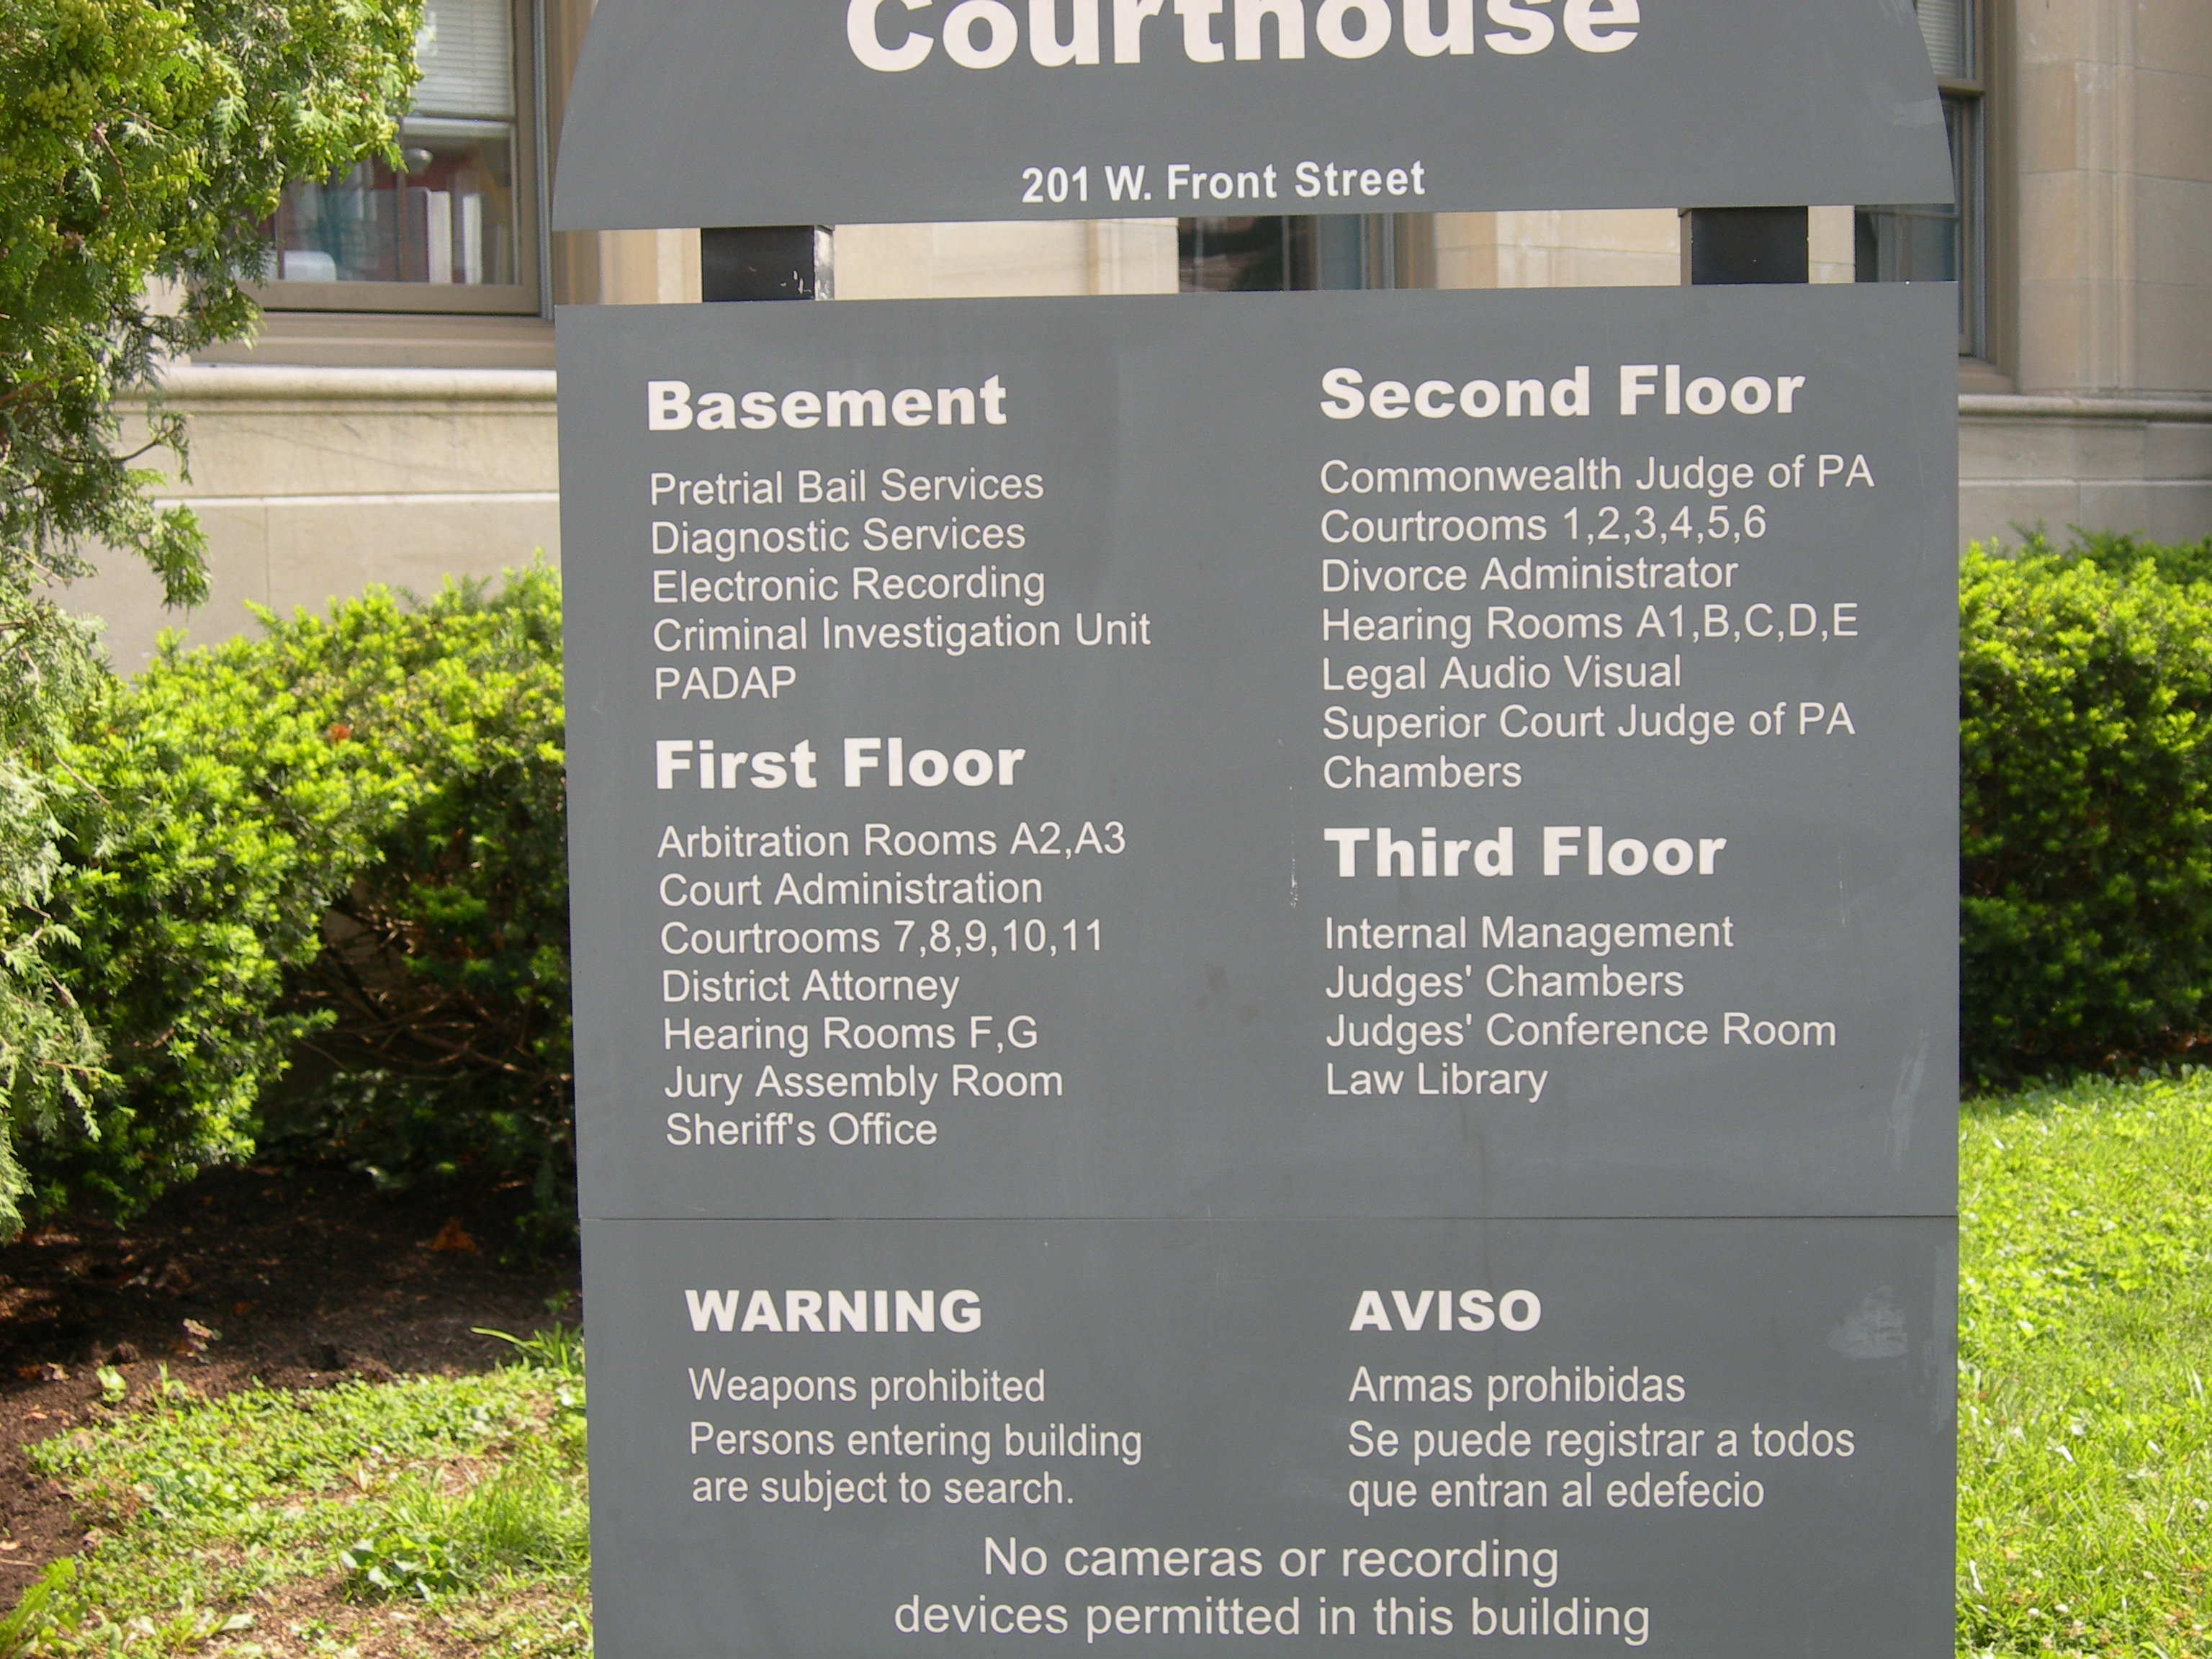 Courthouse
201 W. Front Street
Basement
Pretrial Bail Services
Diagnostic Services
Electronic Recording
Criminal Investigation Unit
PADAP
First Floor
Arbitration Rooms A2,A3
Court Administration
Courtrooms 7,8,9,10,11
District Attorney
Hearing Rooms F,G
Jury Assembly Room
Sheriff's Office
Second Floor
Commonwealth Judge of PA
Courtrooms 1,2,3,4,5,6
Divorce Administrator
Hearing Rooms A1,B,C,D,E
Legal Audio Visual
Superior Court Judge of PA
Chambers
Third Floor
Internal Management
Judges' Chambers
Judges' Conference Room
Law Library
WARNING
Weapons prohibited
Persons entering building
are subject to search.
AVISO
Armas prohibidas
Se puede registrar a todos
que entran al edefecio
No cameras or recording
devices permitted in this building